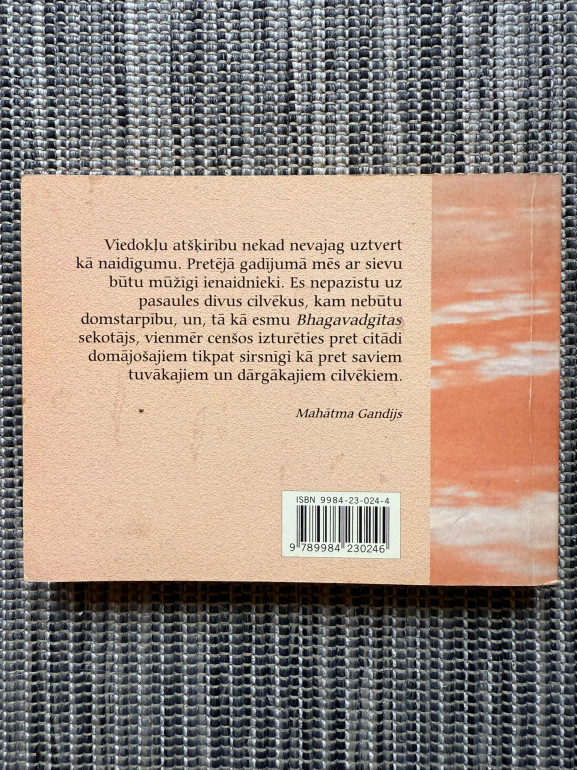 Viedokļu atšķirību nekad nevajag uztvert
kā naidīgumu. Pretējā gadījumā mēs ar sievu
būtu mūžīgi ienaidnieki. Es nepazīstu uz
pasaules divus cilvēkus, kam nebūtu
domstarpību, un, tā kā esmu Bhagavadgītas
sekotājs, vienmēr cenšos izturēties pret citādi
domājošajiem tikpat sirsnīgi kā pret saviem
tuvākajiem un dārgākajiem cilvēkiem.
Mahātma Gandijs
ISBN 9984-23-024-4
9 789984 230246